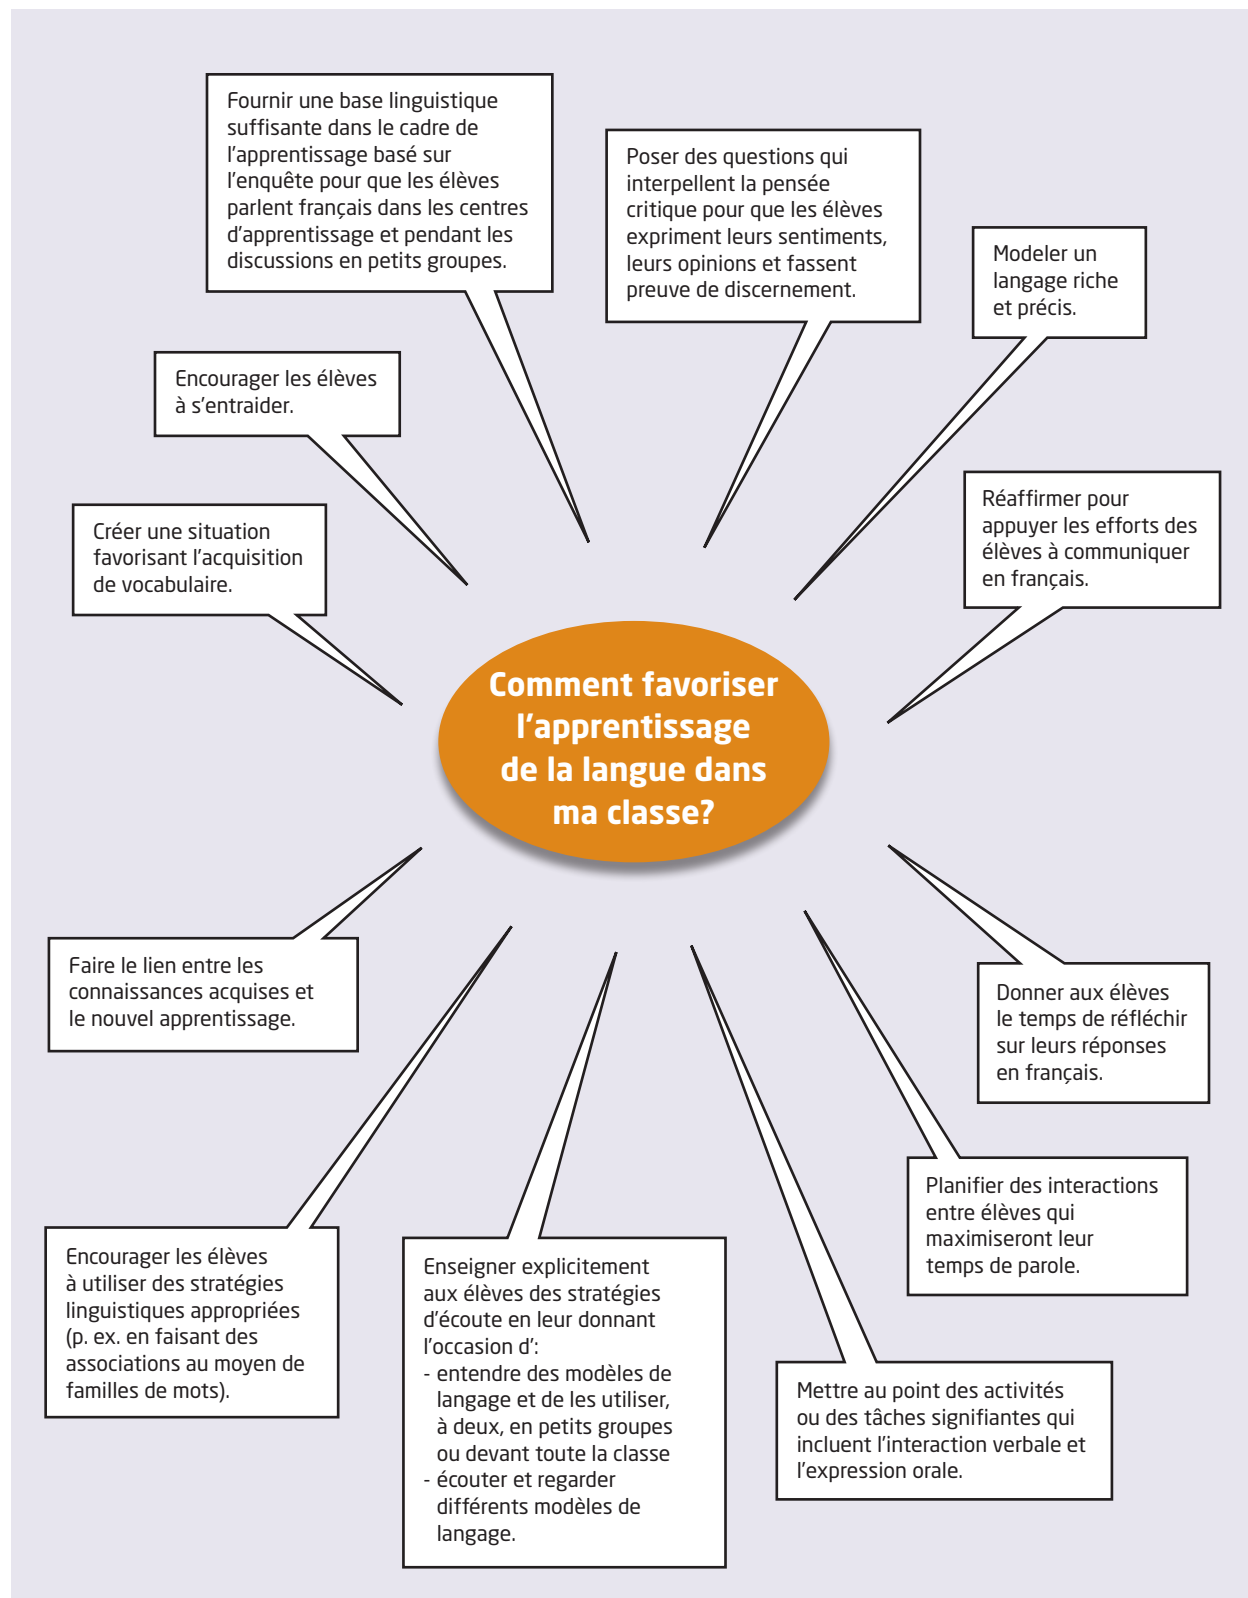 Fournir une base linguistique
suffisante dans le cadre de
l'apprentissage basé sur
l'enquête pour que les élèves
parlent français dans les centres
d'apprentissage et pendant les
discussions en petits groupes.
Poser des questions qui
interpellent la pensée
critique pour que les élèves
expriment leurs sentiments,
leurs opinions et fassent
preuve de discernement.
Modeler un
langage riche
et précis.
Encourager les élèves
à s'entraider.
Réaffirmer pour
appuyer les efforts des
élèves à communiquer
en français.
Créer une situation
favorisant l'acquisition
de vocabulaire.
Comment favoriser
l'apprentissage
de la langue dans
ma classe?
Faire le lien entre les
connaissances acquises et
le nouvel apprentissage.
Donner aux élèves
le temps de réfléchir
sur leurs réponses
en français.
Planifier des interactions
entre élèves qui
maximiseront leur
temps de parole.
Encourager les élèves
à utiliser des stratégies
linguistiques appropriées
(p. ex. en faisant des
associations au moyen de
familles de mots).
Enseigner explicitement
aux élèves des stratégies
d'écoute en leur donnant
l'occasion d':
- entendre des modèles de
langage et de les utiliser,
à deux, en petits groupes
ou devant toute la classe
- écouter et regarder
différents modèles de
langage.
Mettre au point des activités
ou des tâches signifiantes qui
incluent l'interaction verbale et
l'expression orale.